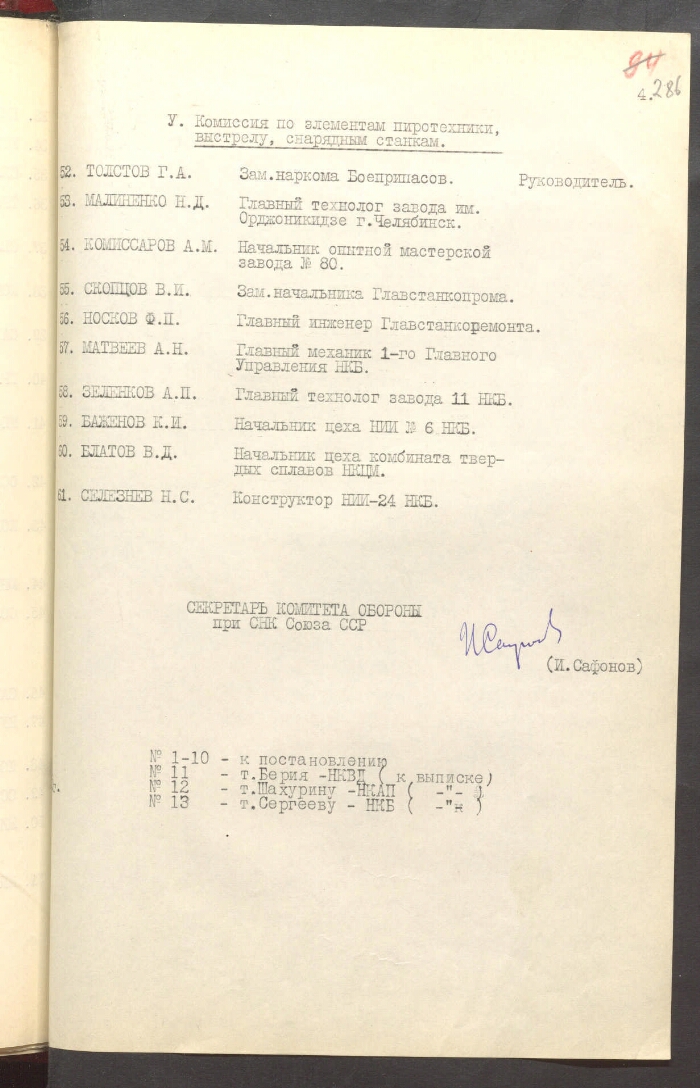 84
4. 286
У. Комиссия по элементам пиротехники,
выстрелу, снарядным станкам.
52. ТОЛСТОВ Г.А. Зам.наркома Боеприпасов. Руководитель.
53. МАЛИНЕНКО Н.Д. Главный технолог завода им.
Орджоникидзе г.Челябинск.
54. КОМИССАРОВ А.М. Начальник опытной мастерской
завода № 80.
55. СКОПЦОВ В.И. Зам.начальника Главстанкопрома.
56. НОСКОВ Ф.П. Главный инженер Главстанкоремонта.
57. МАТВЕЕВ А.Н. Главный механик 1-го Главного
Управления НКБ.
58. ЗЕЛЕНКОВ А.П. Главный технолог завода 11 НКБ.
59. БАЖЕНОВ К.И. Начальник цеха НИИ № 6 НКБ.
60. БЛАТОВ В.Д. Начальник цеха комбината твер-
дых сплавов НКЦМ.
61. СЕЛЕЗНЕВ Н.С. Конструктор НИИ-24 НКБ.
СЕКРЕТАРЬ КОМИТЕТА ОБОРОНЫ
при СНК Союза ССР
ИСафонов
(И.Сафонов)
№ 1-10 - к постановлению
№ 11 - т.Берия -НКВД ( к выписке)
№ 12 - т.Шахурину -НКАП ( -"- )
№ 13 - т.Сергееву - НКБ ( -"- )